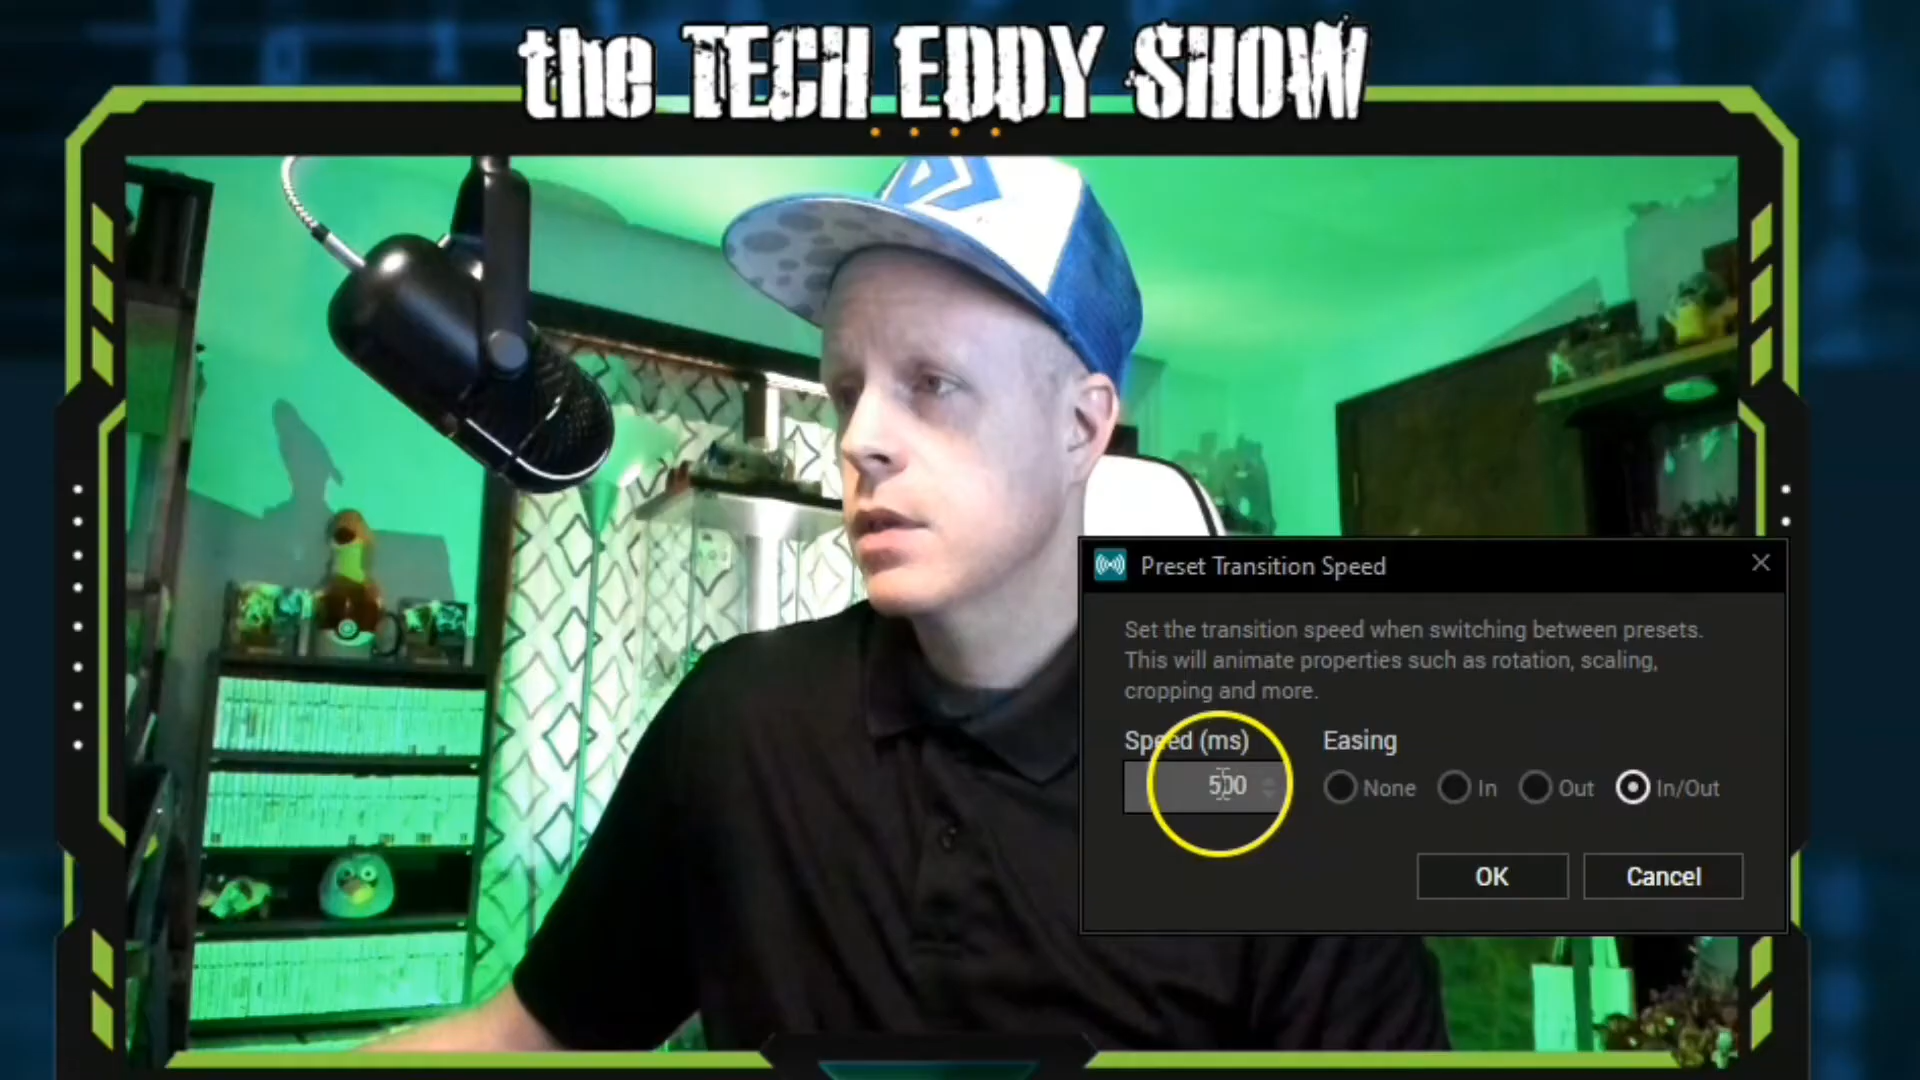 the TECH EDDY SHOW
Preset Transition Speed
Set the transition speed when switching between presets.
This will animate properties such as rotation, scaling,
cropping and more.
Speed (ms) Easing
500 None In Out In/Out
OK Cancel